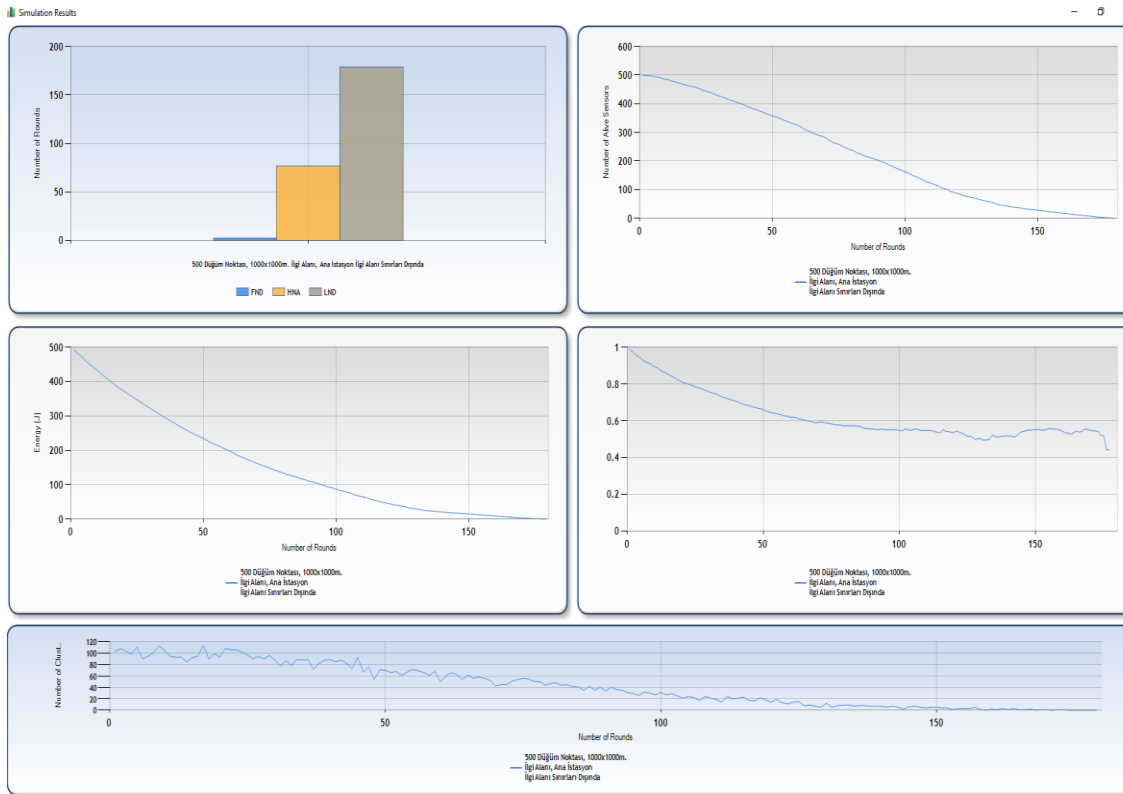 Simulation Results
Number of Rounds
200
150
100
50
0
500 Düğüm Noktası, 1000x1000m. İlgi Alanı, Ana İstasyon İlgi Alanı Sınırları Dışında
FND HNA LND
Number of Alive Sensors
600
500
400
300
200
100
0
0 50 100 150
Number of Rounds
500 Düğüm Noktası, 1000x1000m.
İlgi Alanı, Ana İstasyon
İlgi Alanı Sınırları Dışında
Energy (J)
500
400
300
200
100
0
0 50 100 150
Number of Rounds
500 Düğüm Noktası, 1000x1000m.
İlgi Alanı, Ana İstasyon
İlgi Alanı Sınırları Dışında
1
0.8
0.6
0.4
0.2
0
0 50 100 150
500 Düğüm Noktası, 1000x1000m.
İlgi Alanı, Ana İstasyon
İlgi Alanı Sınırları Dışında
Number of Clust..
120
100
80
60
40
20
0
0 50 100 150
Number of Rounds
500 Düğüm Noktası, 1000x1000m.
İlgi Alanı, Ana İstasyon
İlgi Alanı Sınırları Dışında